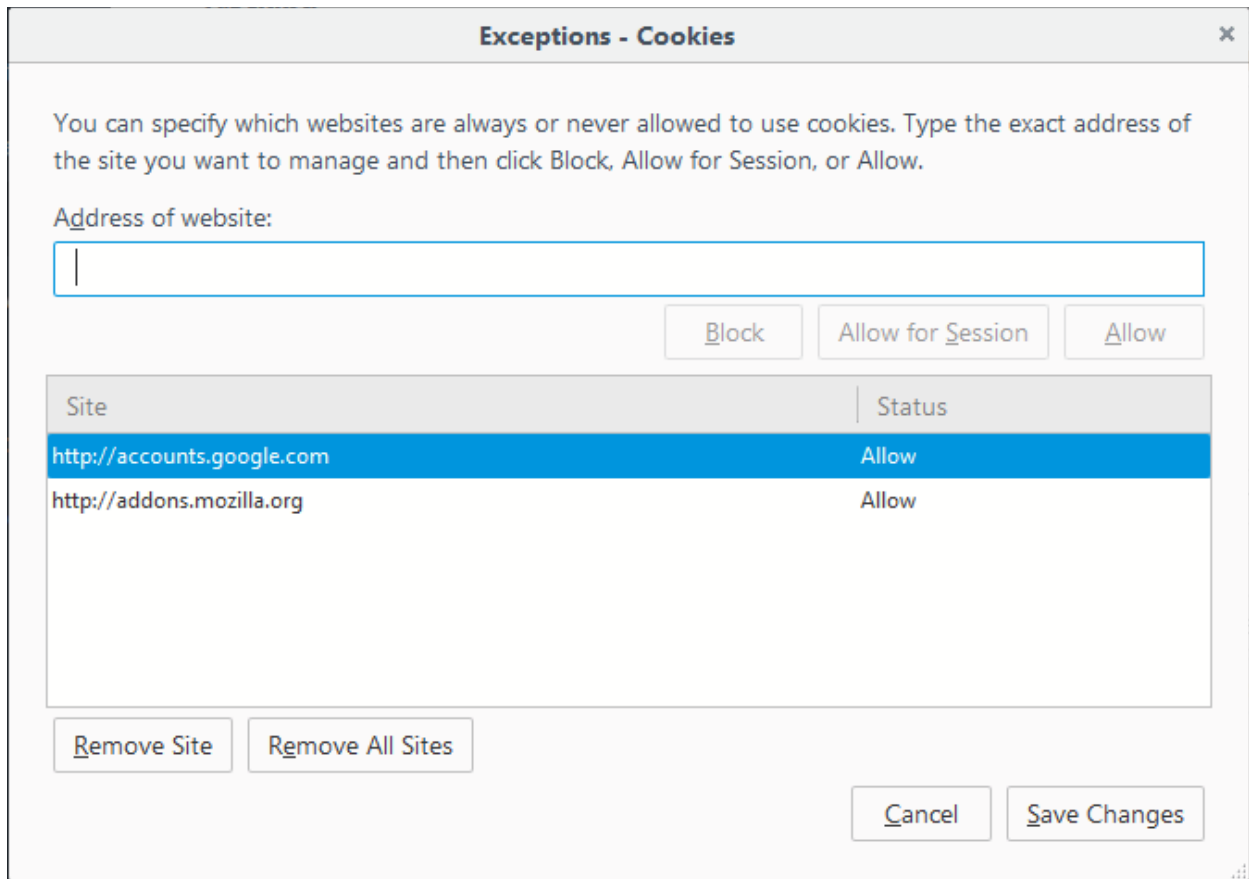 Exceptions - Cookies
You can specify which websites are always or never allowed to use cookies. Type the exact address of
the site you want to manage and then click Block, Allow for Session, or Allow.
Address of website:
Block Allow for Session Allow
Site Status
http://accounts.google.com Allow
http://addons.mozilla.org Allow
Remove Site Remove All Sites
Cancel Save Changes